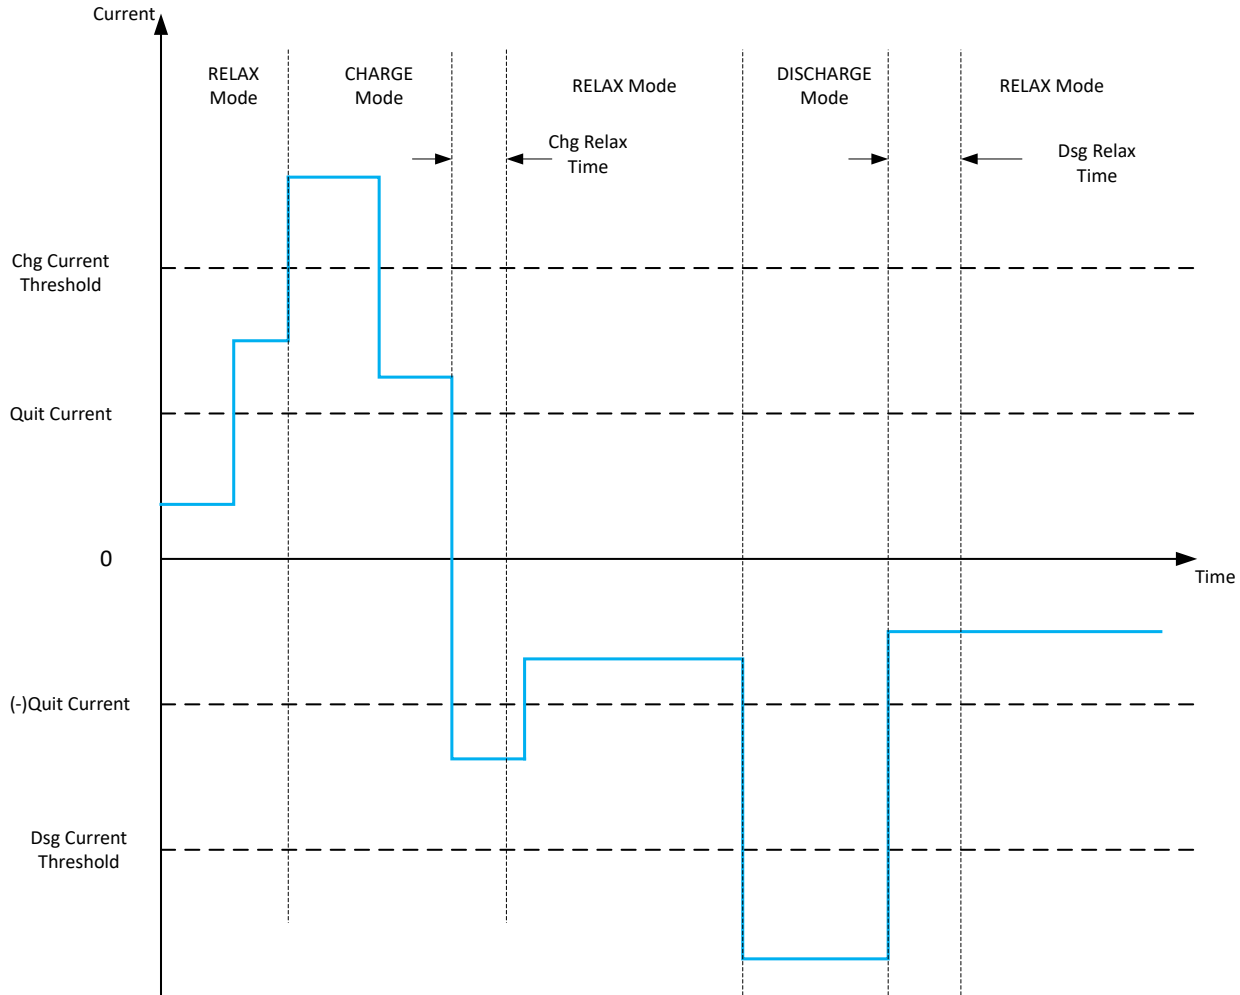 Current
RELAX
Mode
CHARGE
Mode
RELAX Mode
DISCHARGE
Mode
RELAX Mode
Chg Relax
Time
Dsg Relax
Time
Chg Current
Threshold
Quit Current
0
Time
(-)Quit Current
Dsg Current
Threshold